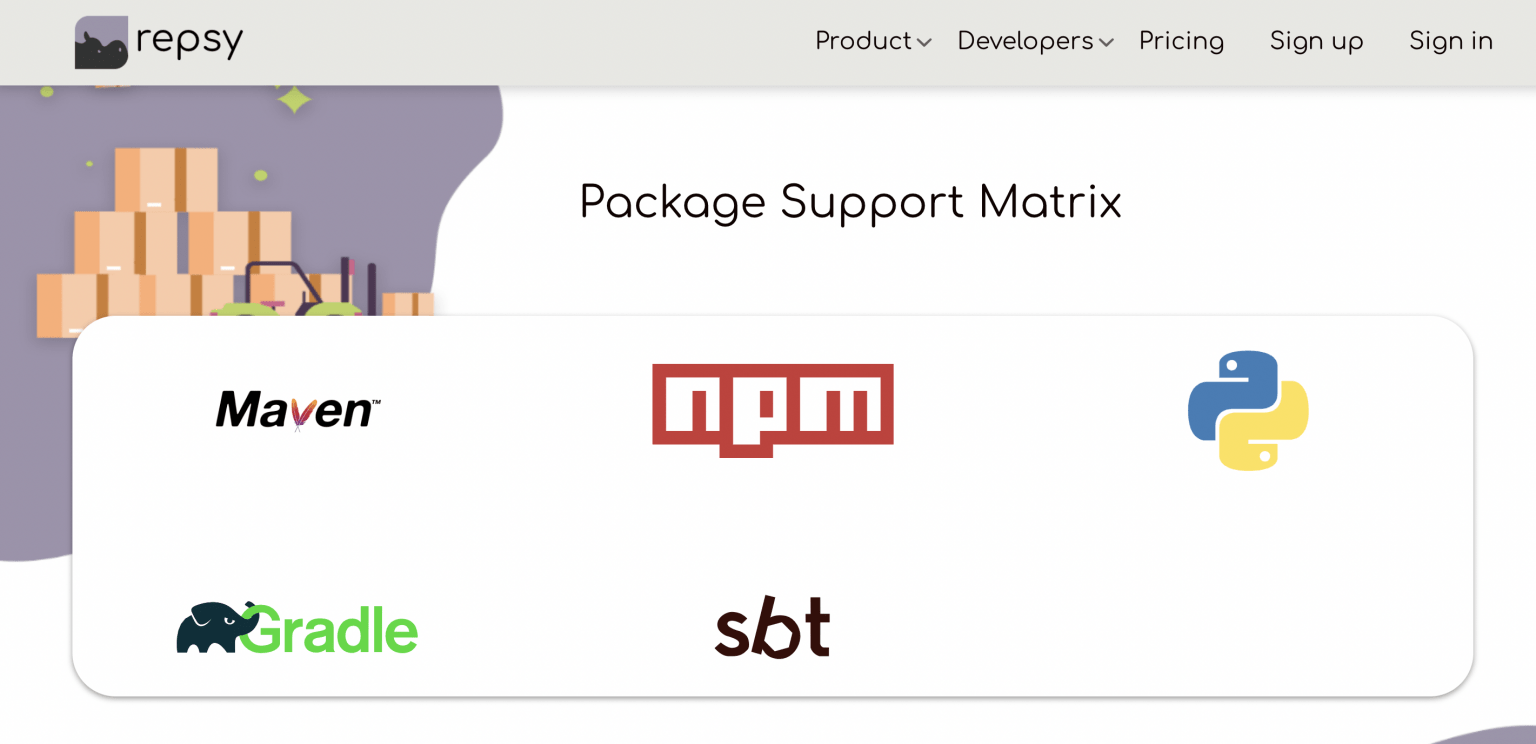 repsy Product Developers Pricing Sign up Sign in
Package Support Matrix
Maven™ npm
Gradle sbt